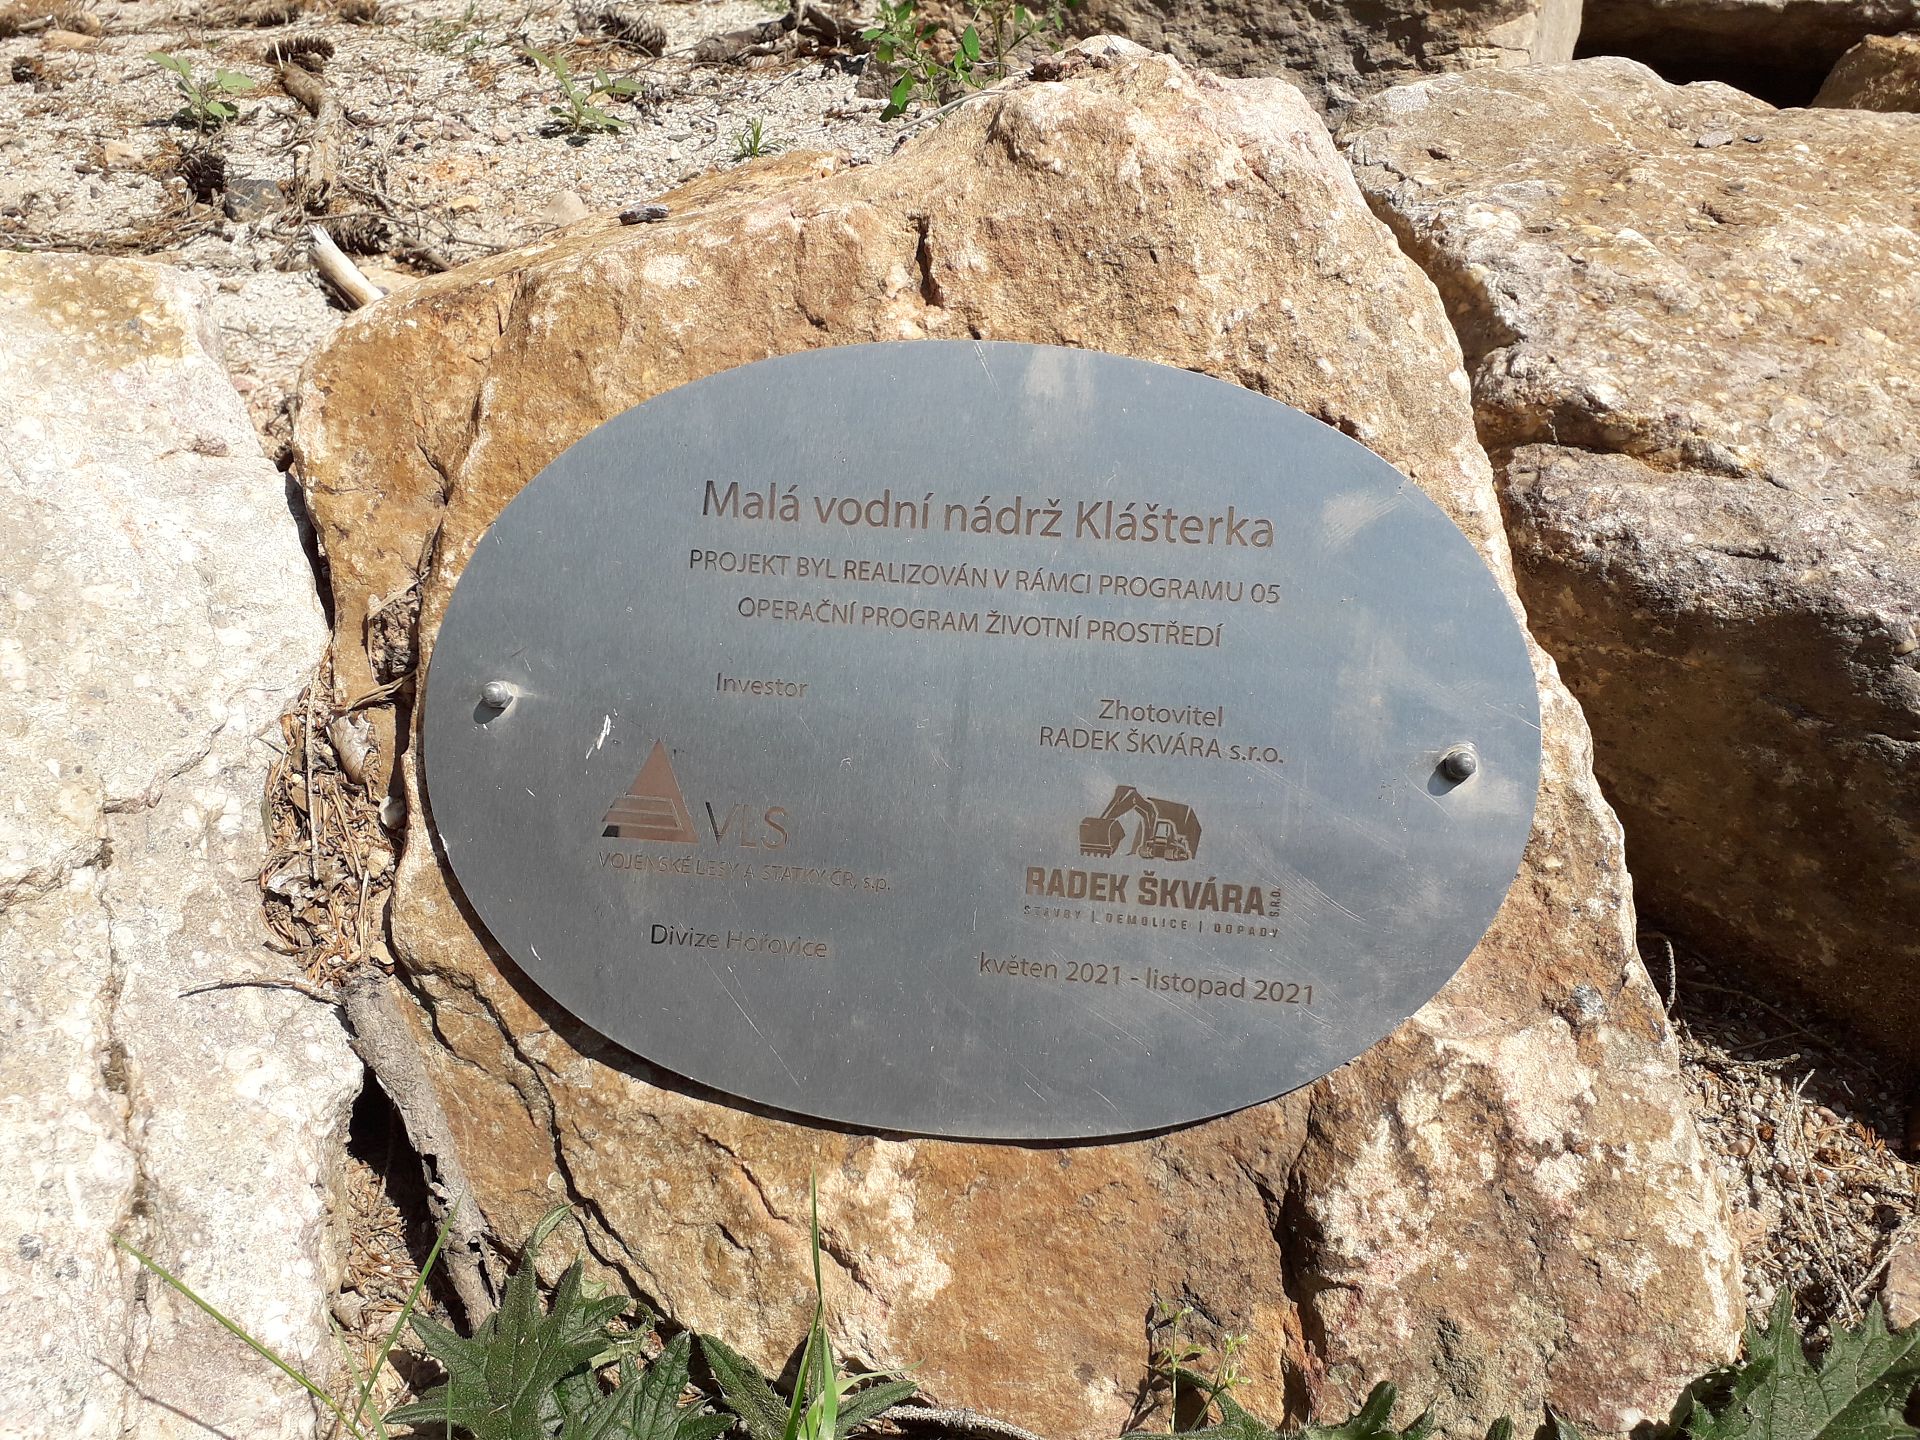 Malá vodní nádrž Klášterka
PROJEKT BYL REALIZOVÁN V RÁMCI PROGRAMU 05
OPERAČNÍ PROGRAM ŽIVOTNÍ PROSTŘEDÍ
Investor
VLS
VOJENSKÉ LESY A STATKY ČR, s.p.
Divize Hořovice
Zhotovitel
RADEK ŠKVÁRA s.r.o.
RADEK ŠKVÁRA S.R.O.
STAVBY | DEMOLICE | ODPADY
květen 2021 - listopad 2021